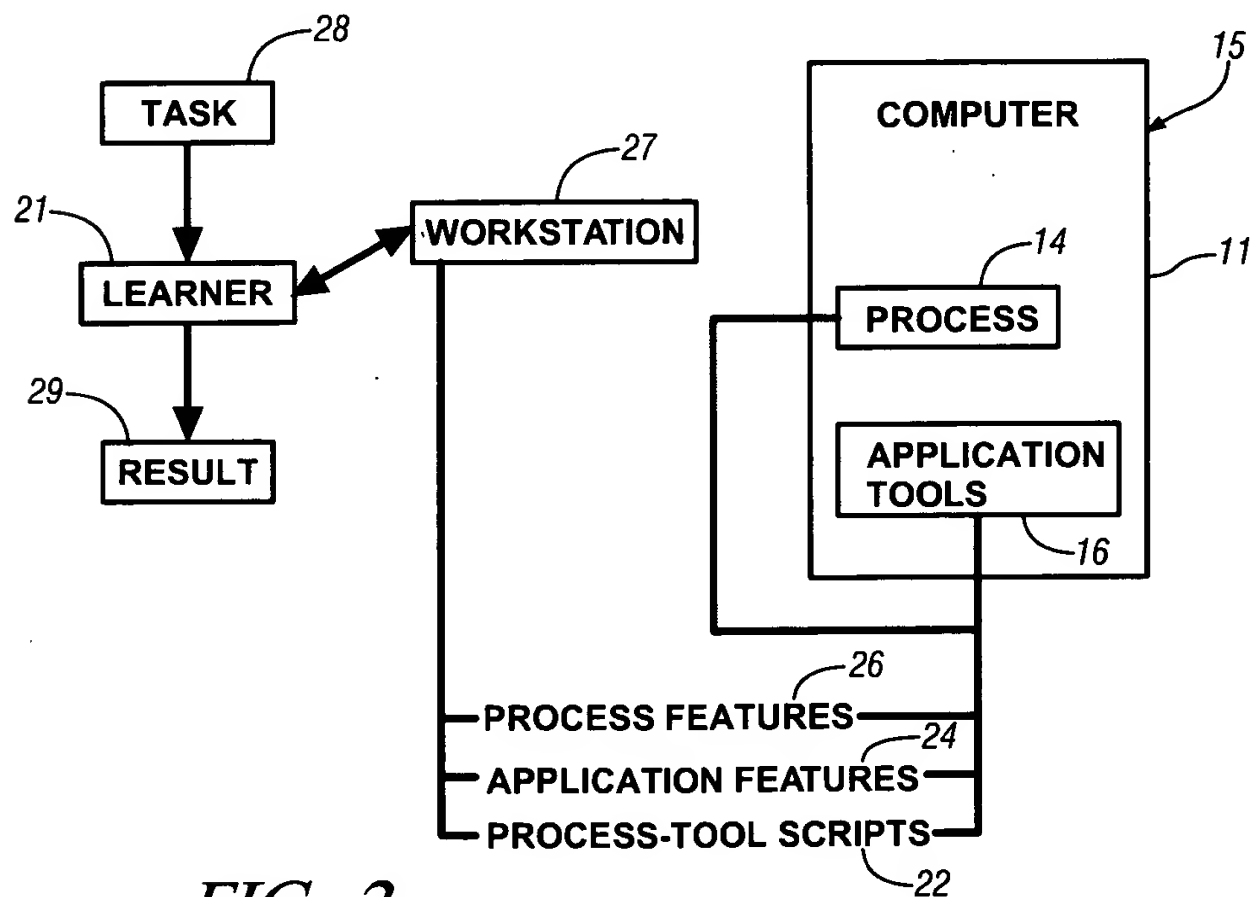 28
TASK
15
COMPUTER
27
21
WORKSTATION
14
11
LEARNER
PROCESS
29
RESULT
APPLICATION
TOOLS
16
26
PROCESS FEATURES
24
APPLICATION FEATURES
PROCESS-TOOL SCRIPTS
22
FIG.